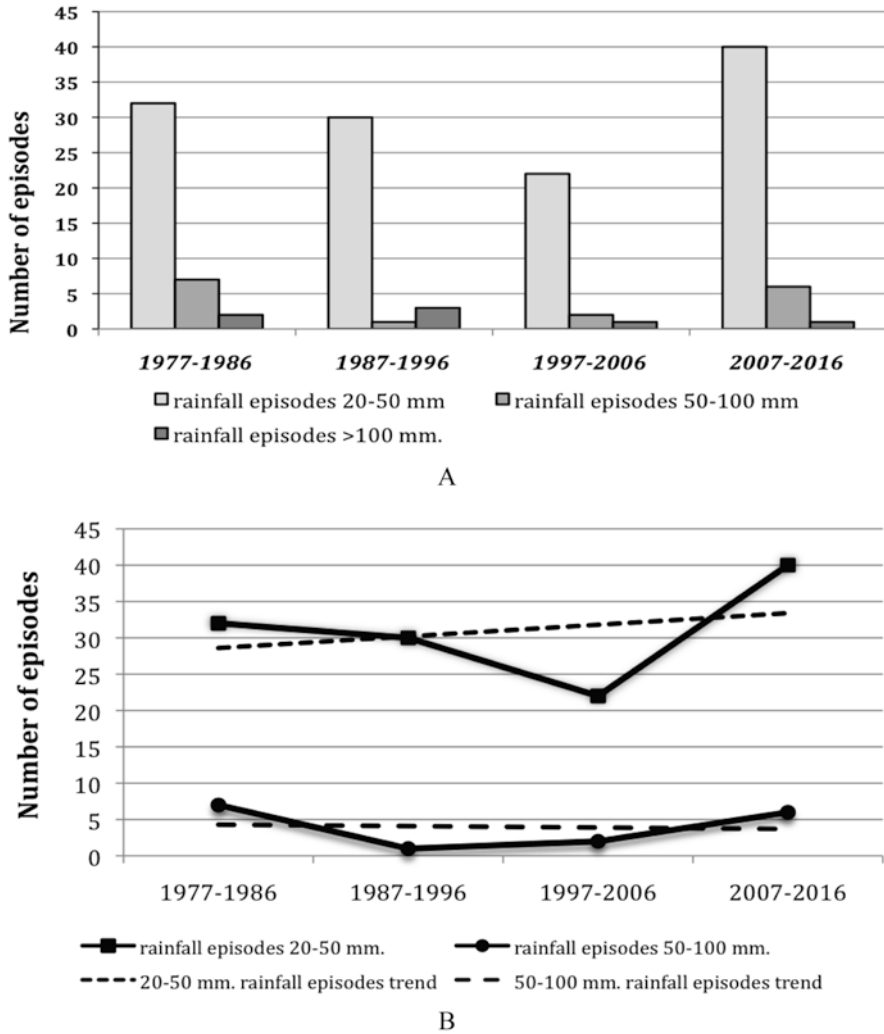 45
40
35
30
25
20
15
10
5
0
Number of episodes
1977-1986 1987-1996 1997-2006 2007-2016
rainfall episodes 20-50 mm rainfall episodes 50-100 mm
rainfall episodes >100 mm.
A
45
40
35
30
25
20
15
10
5
0
Number of episodes
1977-1986 1987-1996 1997-2006 2007-2016
rainfall episodes 20-50 mm. rainfall episodes 50-100 mm.
20-50 mm. rainfall episodes trend 50-100 mm. rainfall episodes trend
B